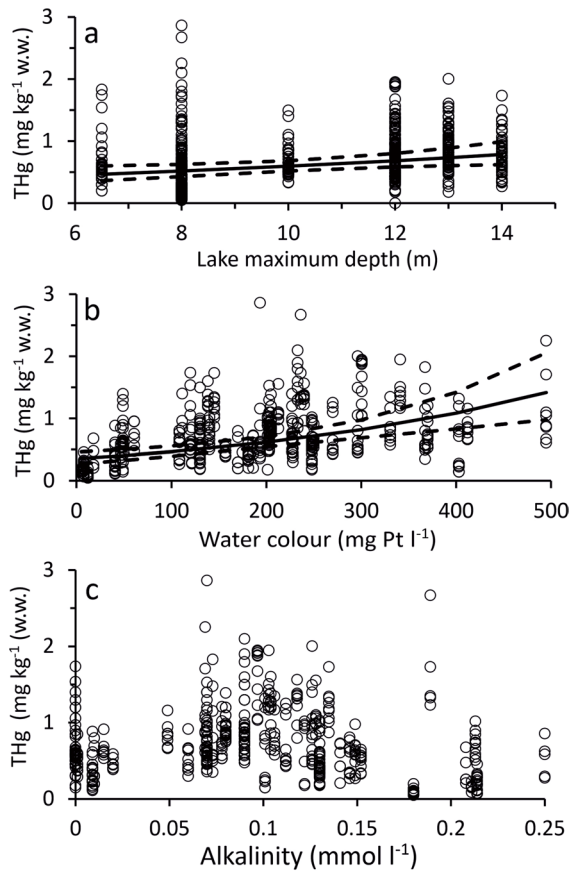 a
THg (mg kg⁻¹ w.w.)
3
2
1
0
6 8 10 12 14
Lake maximum depth (m)
b
THg (mg kg⁻¹ w.w.)
3
2
1
0
0 100 200 300 400 500
Water colour (mg Pt l⁻¹)
c
THg (mg kg⁻¹ (w.w.)
3
2
1
0
0 0.05 0.1 0.15 0.2 0.25
Alkalinity (mmol l⁻¹)